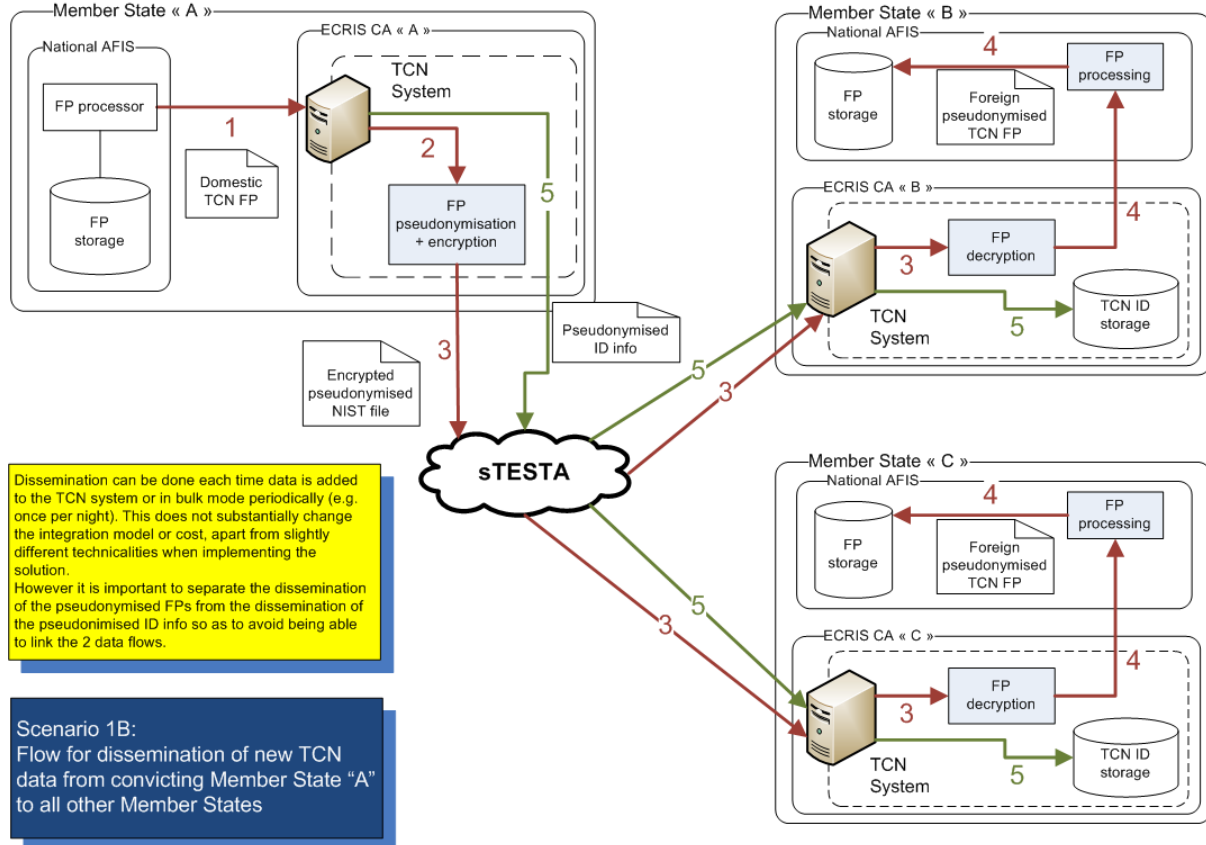 Member State « A »
National AFIS
FP processor
FP
storage
1
Domestic
TCN FP
ECRIS CA « A »
TCN
System
2
5
FP
pseudonymisation
+ encryption
3
Encrypted
pseudonymised
NIST file
Pseudonymised
ID info
sTESTA
5
3
5
3
Member State « B »
National AFIS
FP
storage
4
Foreign
pseudonymised
TCN FP
FP
processing
4
ECRIS CA « B »
TCN
System
3
FP
decryption
5
TCN ID
storage
Member State « C »
National AFIS
FP
storage
4
Foreign
pseudonymised
TCN FP
FP
processing
4
ECRIS CA « C »
TCN
System
3
FP
decryption
5
TCN ID
storage
Dissemination can be done each time data is added
to the TCN system or in bulk mode periodically (e.g.
once per night). This does not substantially change
the integration model or cost, apart from slightly
different technicalities when implementing the
solution.
However it is important to separate the dissemination
of the pseudonymised FPs from the dissemination of
the pseudonimised ID info so as to avoid being able
to link the 2 data flows.
Scenario 1B:
Flow for dissemination of new TCN
data from convicting Member State “A”
to all other Member States